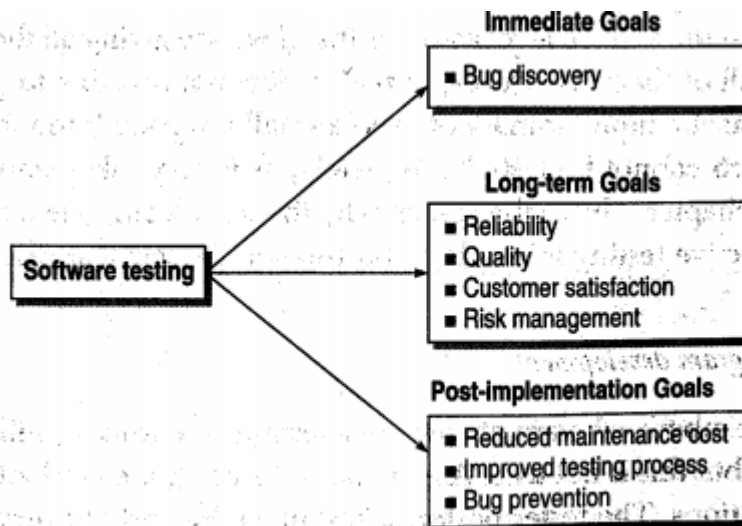 Immediate Goals
■ Bug discovery
Long-term Goals
■ Reliability
■ Quality
■ Customer satisfaction
■ Risk management
Software testing
Post-implementation Goals
■ Reduced maintenance cost
■ Improved testing process
■ Bug prevention